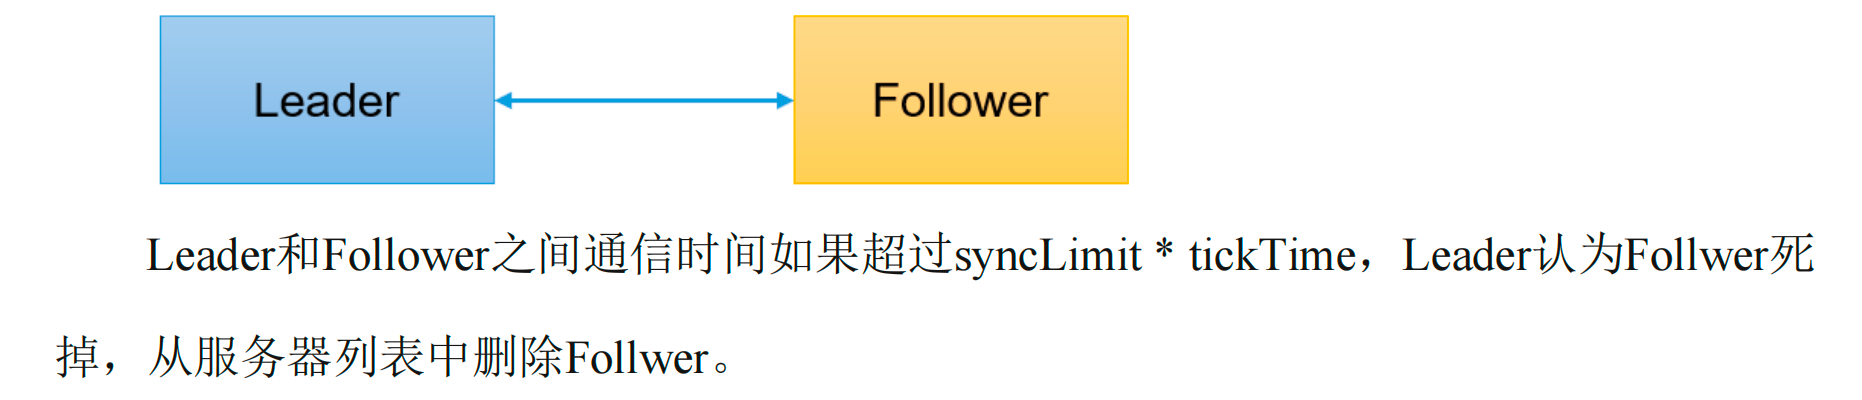 Leader
Follower
Leader和Follower之间通信时间如果超过syncLimit * tickTime，Leader认为Follwer死
掉，从服务器列表中删除Follwer。